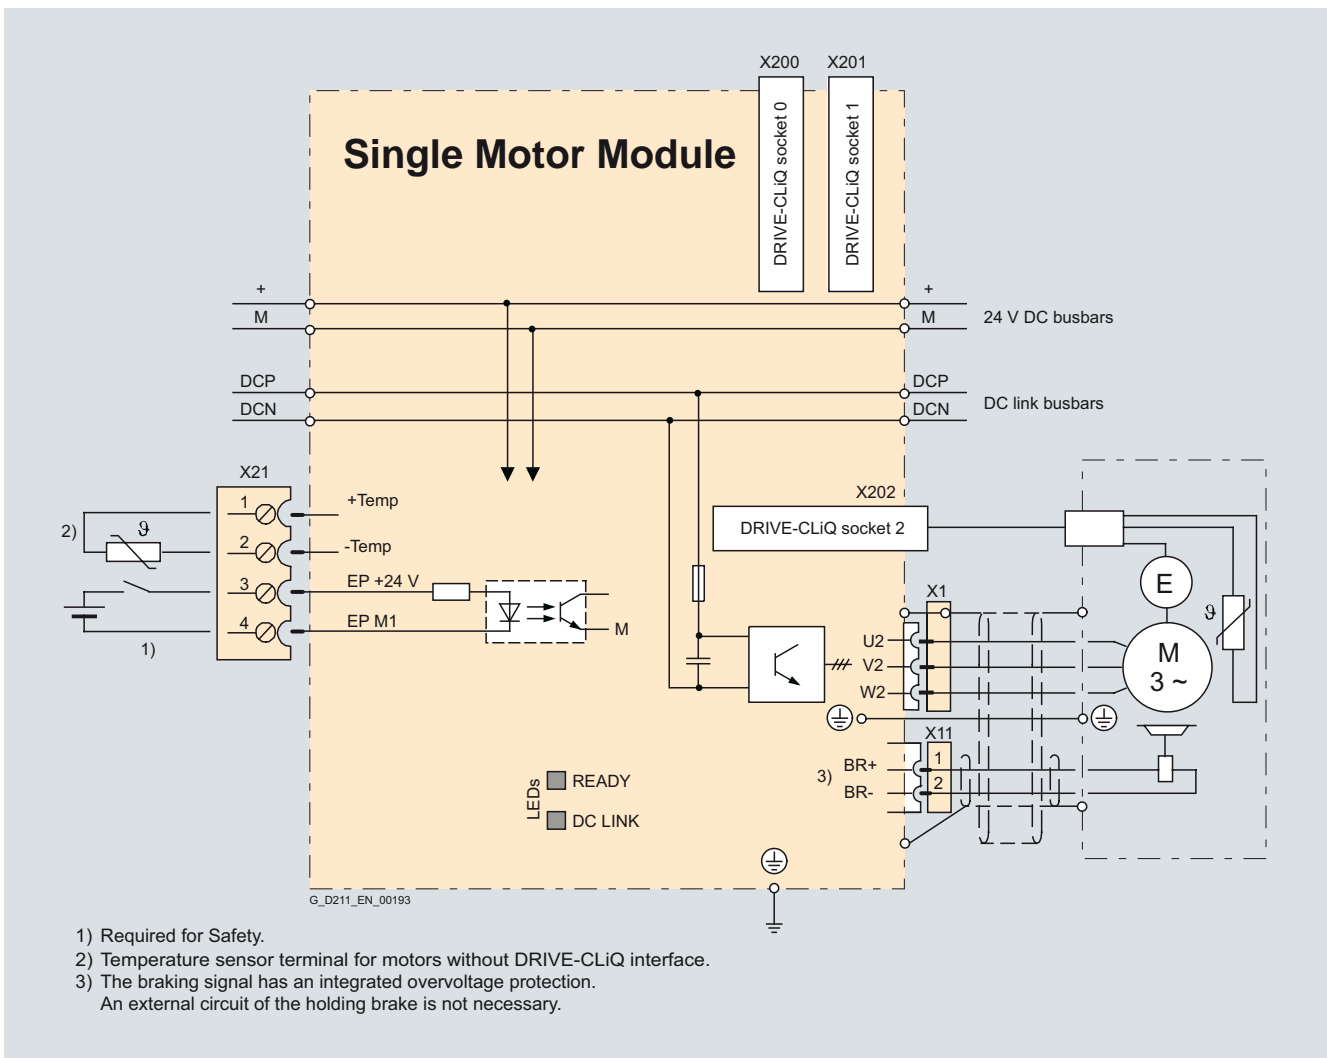 X200 X201
DRIVE-CLiQ socket 0
DRIVE-CLiQ socket 1
Single Motor Module
+ +
M M 24 V DC busbars
DCP DCP
DCN DCN DC link busbars
X21
1 +Temp
2) ϑ
2 -Temp
3 EP +24 V
4 EP M1
M
1)
X202
DRIVE-CLiQ socket 2
E
X1
ϑ
U2
V2
W2
M
3 ~
X11
3) BR+ 1
BR- 2
LEDs
READY
DC LINK
G_D211_EN_00193
1) Required for Safety.
2) Temperature sensor terminal for motors without DRIVE-CLiQ interface.
3) The braking signal has an integrated overvoltage protection.
An external circuit of the holding brake is not necessary.